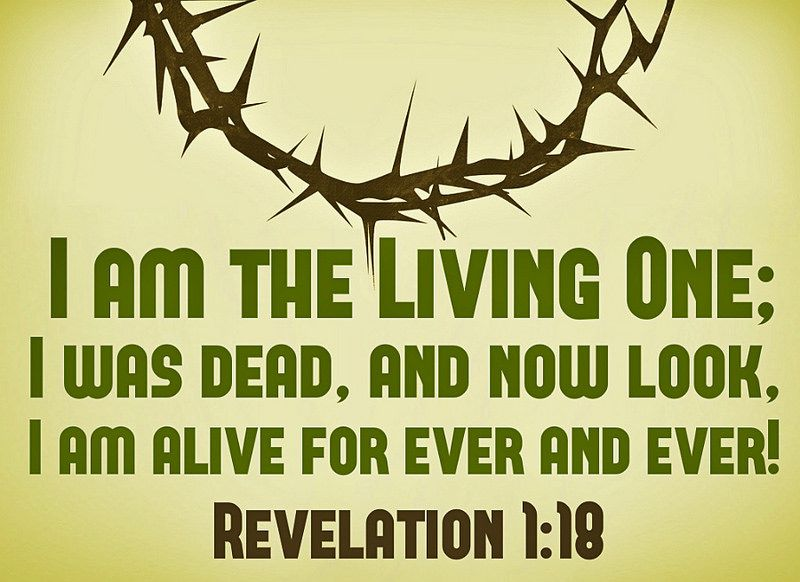 I am the Living One;
I was dead, and now look,
I am alive for ever and ever!
Revelation 1:18